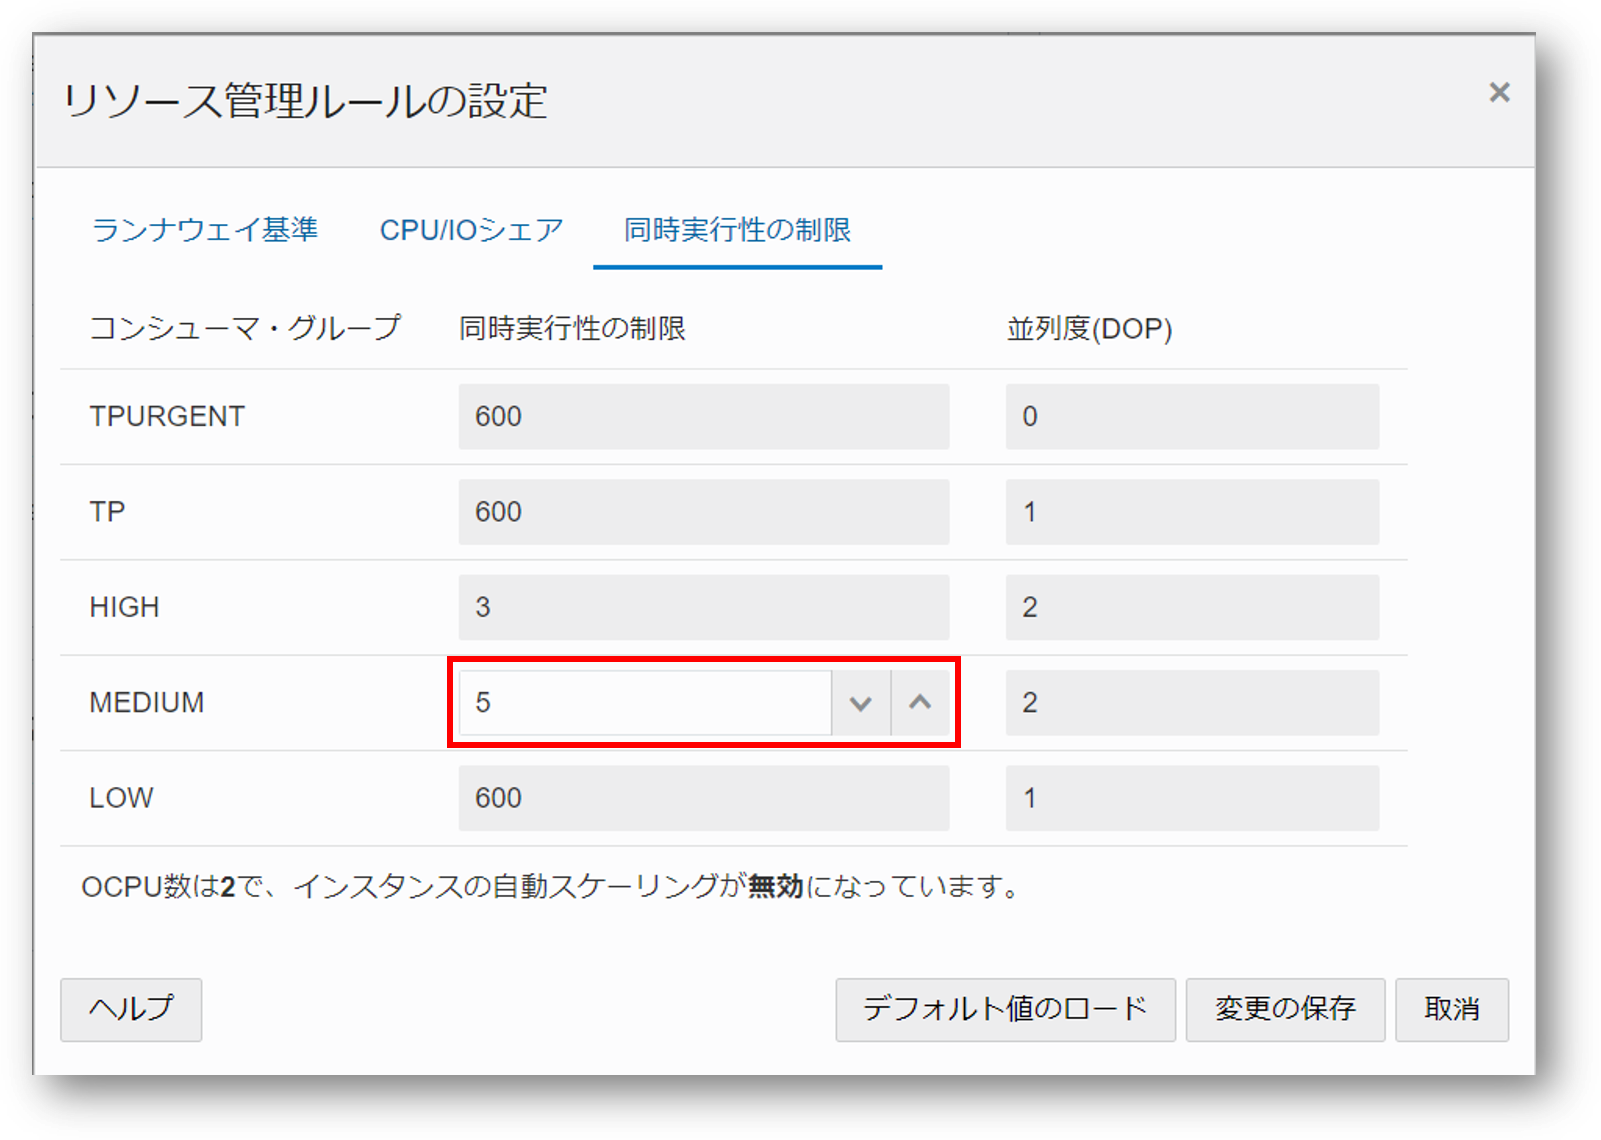 リソース管理ルールの設定
ランナウェイ基準 CPU/IOシェア 同時実行性の制限
コンシューマ・グループ 同時実行性の制限 並列度(DOP)
TPURGENT 600 0
TP 600 1
HIGH 3 2
MEDIUM 5 2
LOW 600 1
OCPU数は2で、インスタンスの自動スケーリングが無効になっています。
ヘルプ デフォルト値のロード 変更の保存 取消